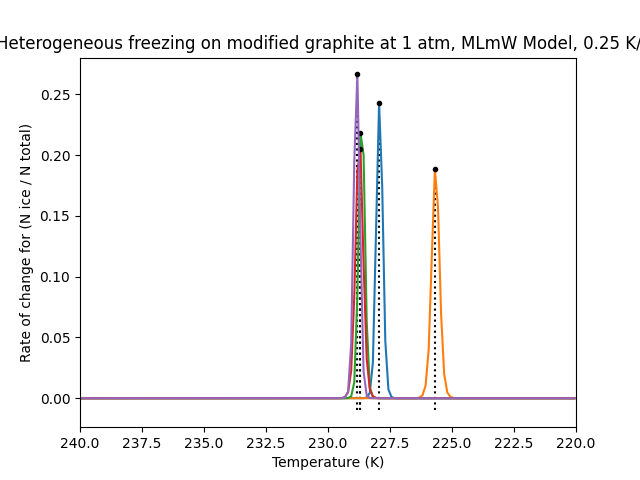 Heterogeneous freezing on modified graphite at 1 atm, MLmW Model, 0.25 K/
Rate of change for (N ice / N total)
0.25
0.20
0.15
0.10
0.05
0.00
240.0 237.5 235.0 232.5 230.0 227.5 225.0 222.5 220.0
Temperature (K)